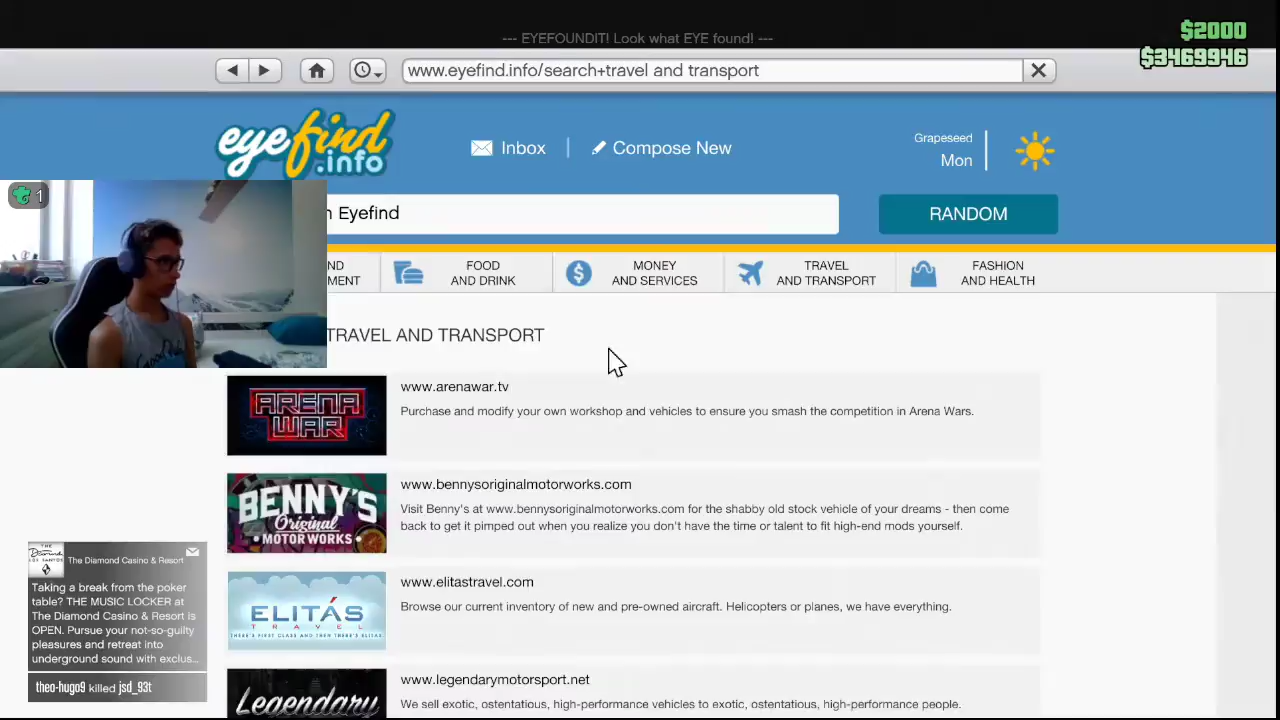 $2000
--- EYEFOUNDIT! Look what EYE found! ---
$3469946
www.eyefind.info/search+travel and transport
eyefind
.info
Inbox
Compose New
Grapeseed
Mon
1
Eyefind
RANDOM
FOOD
AND DRINK
MONEY
AND SERVICES
TRAVEL
AND TRANSPORT
FASHION
AND HEALTH
TRAVEL AND TRANSPORT
ARENA
WAR
www.arenawar.tv
Purchase and modify your own workshop and vehicles to ensure you smash the competition in Arena Wars.
BENNY'S
Original
MOTOR WORKS
www.bennysoriginalmotorworks.com
Visit Benny's at www.bennysoriginalmotorworks.com for the shabby old stock vehicle of your dreams - then come
back to get it pimped out when you realize you don't have the time or talent to fit high-end mods yourself.
ELITÁS
TRAVEL
THERE'S FIRST CLASS AND THEN THERE'S ELITAS
www.elitastravel.com
Browse our current inventory of new and pre-owned aircraft. Helicopters or planes, we have everything.
Legendary
www.legendarymotorsport.net
We sell exotic, ostentatious, high-performance vehicles to exotic, ostentatious, high-performance people.
The Diamond Casino & Resort
Taking a break from the poker
table? THE MUSIC LOCKER at
The Diamond Casino & Resort is
OPEN. Pursue your not-so-guilty
pleasures and retreat into
underground sound with exclus...
theo-hugo9 killed jsd_93t